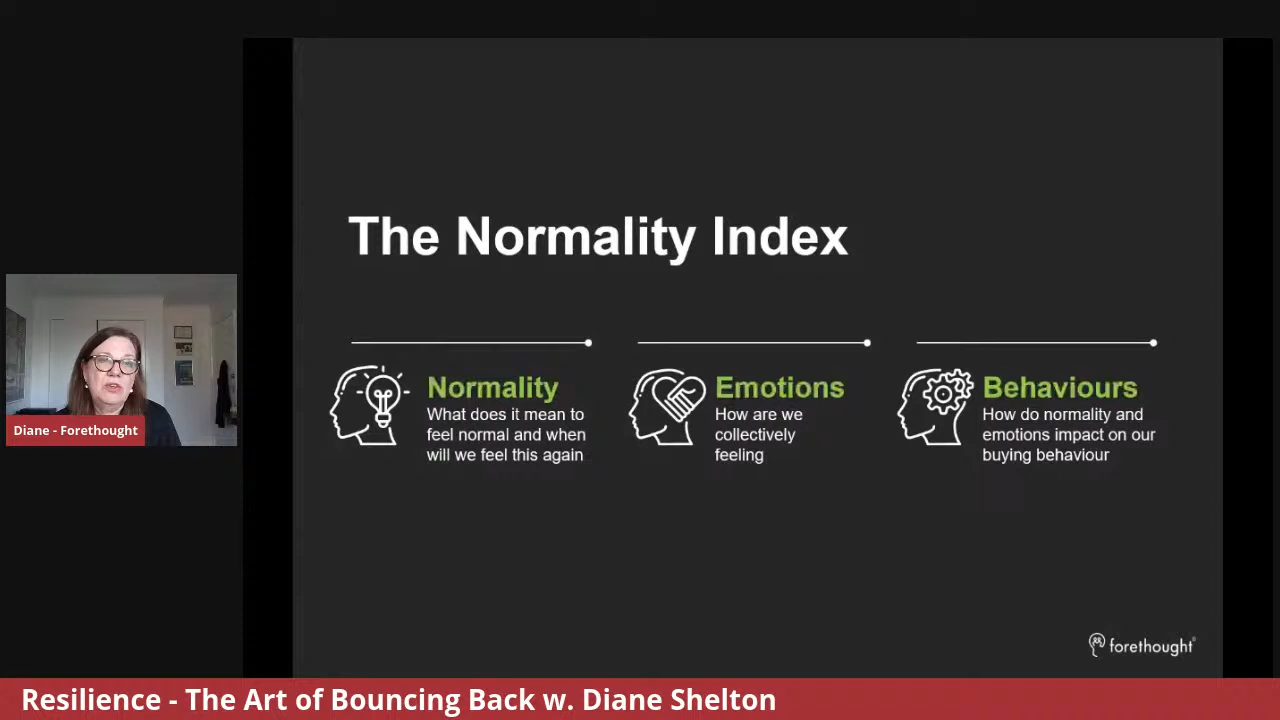 The Normality Index
Normality
What does it mean to
feel normal and when
will we feel this again
Emotions
How are we
collectively
feeling
Behaviours
How do normality and
emotions impact on our
buying behaviour
Diane - Forethought
forethought
Resilience - The Art of Bouncing Back w. Diane Shelton